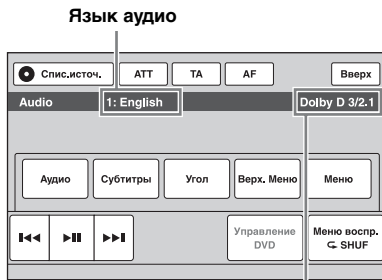 Язык аудио
Спис.источ. ATT TA AF Вверх
Audio 1: English Dolby D 3/2.1
Аудио Субтитры Угол Верх. Меню Меню
Управление DVD
Меню воспр. SHUF